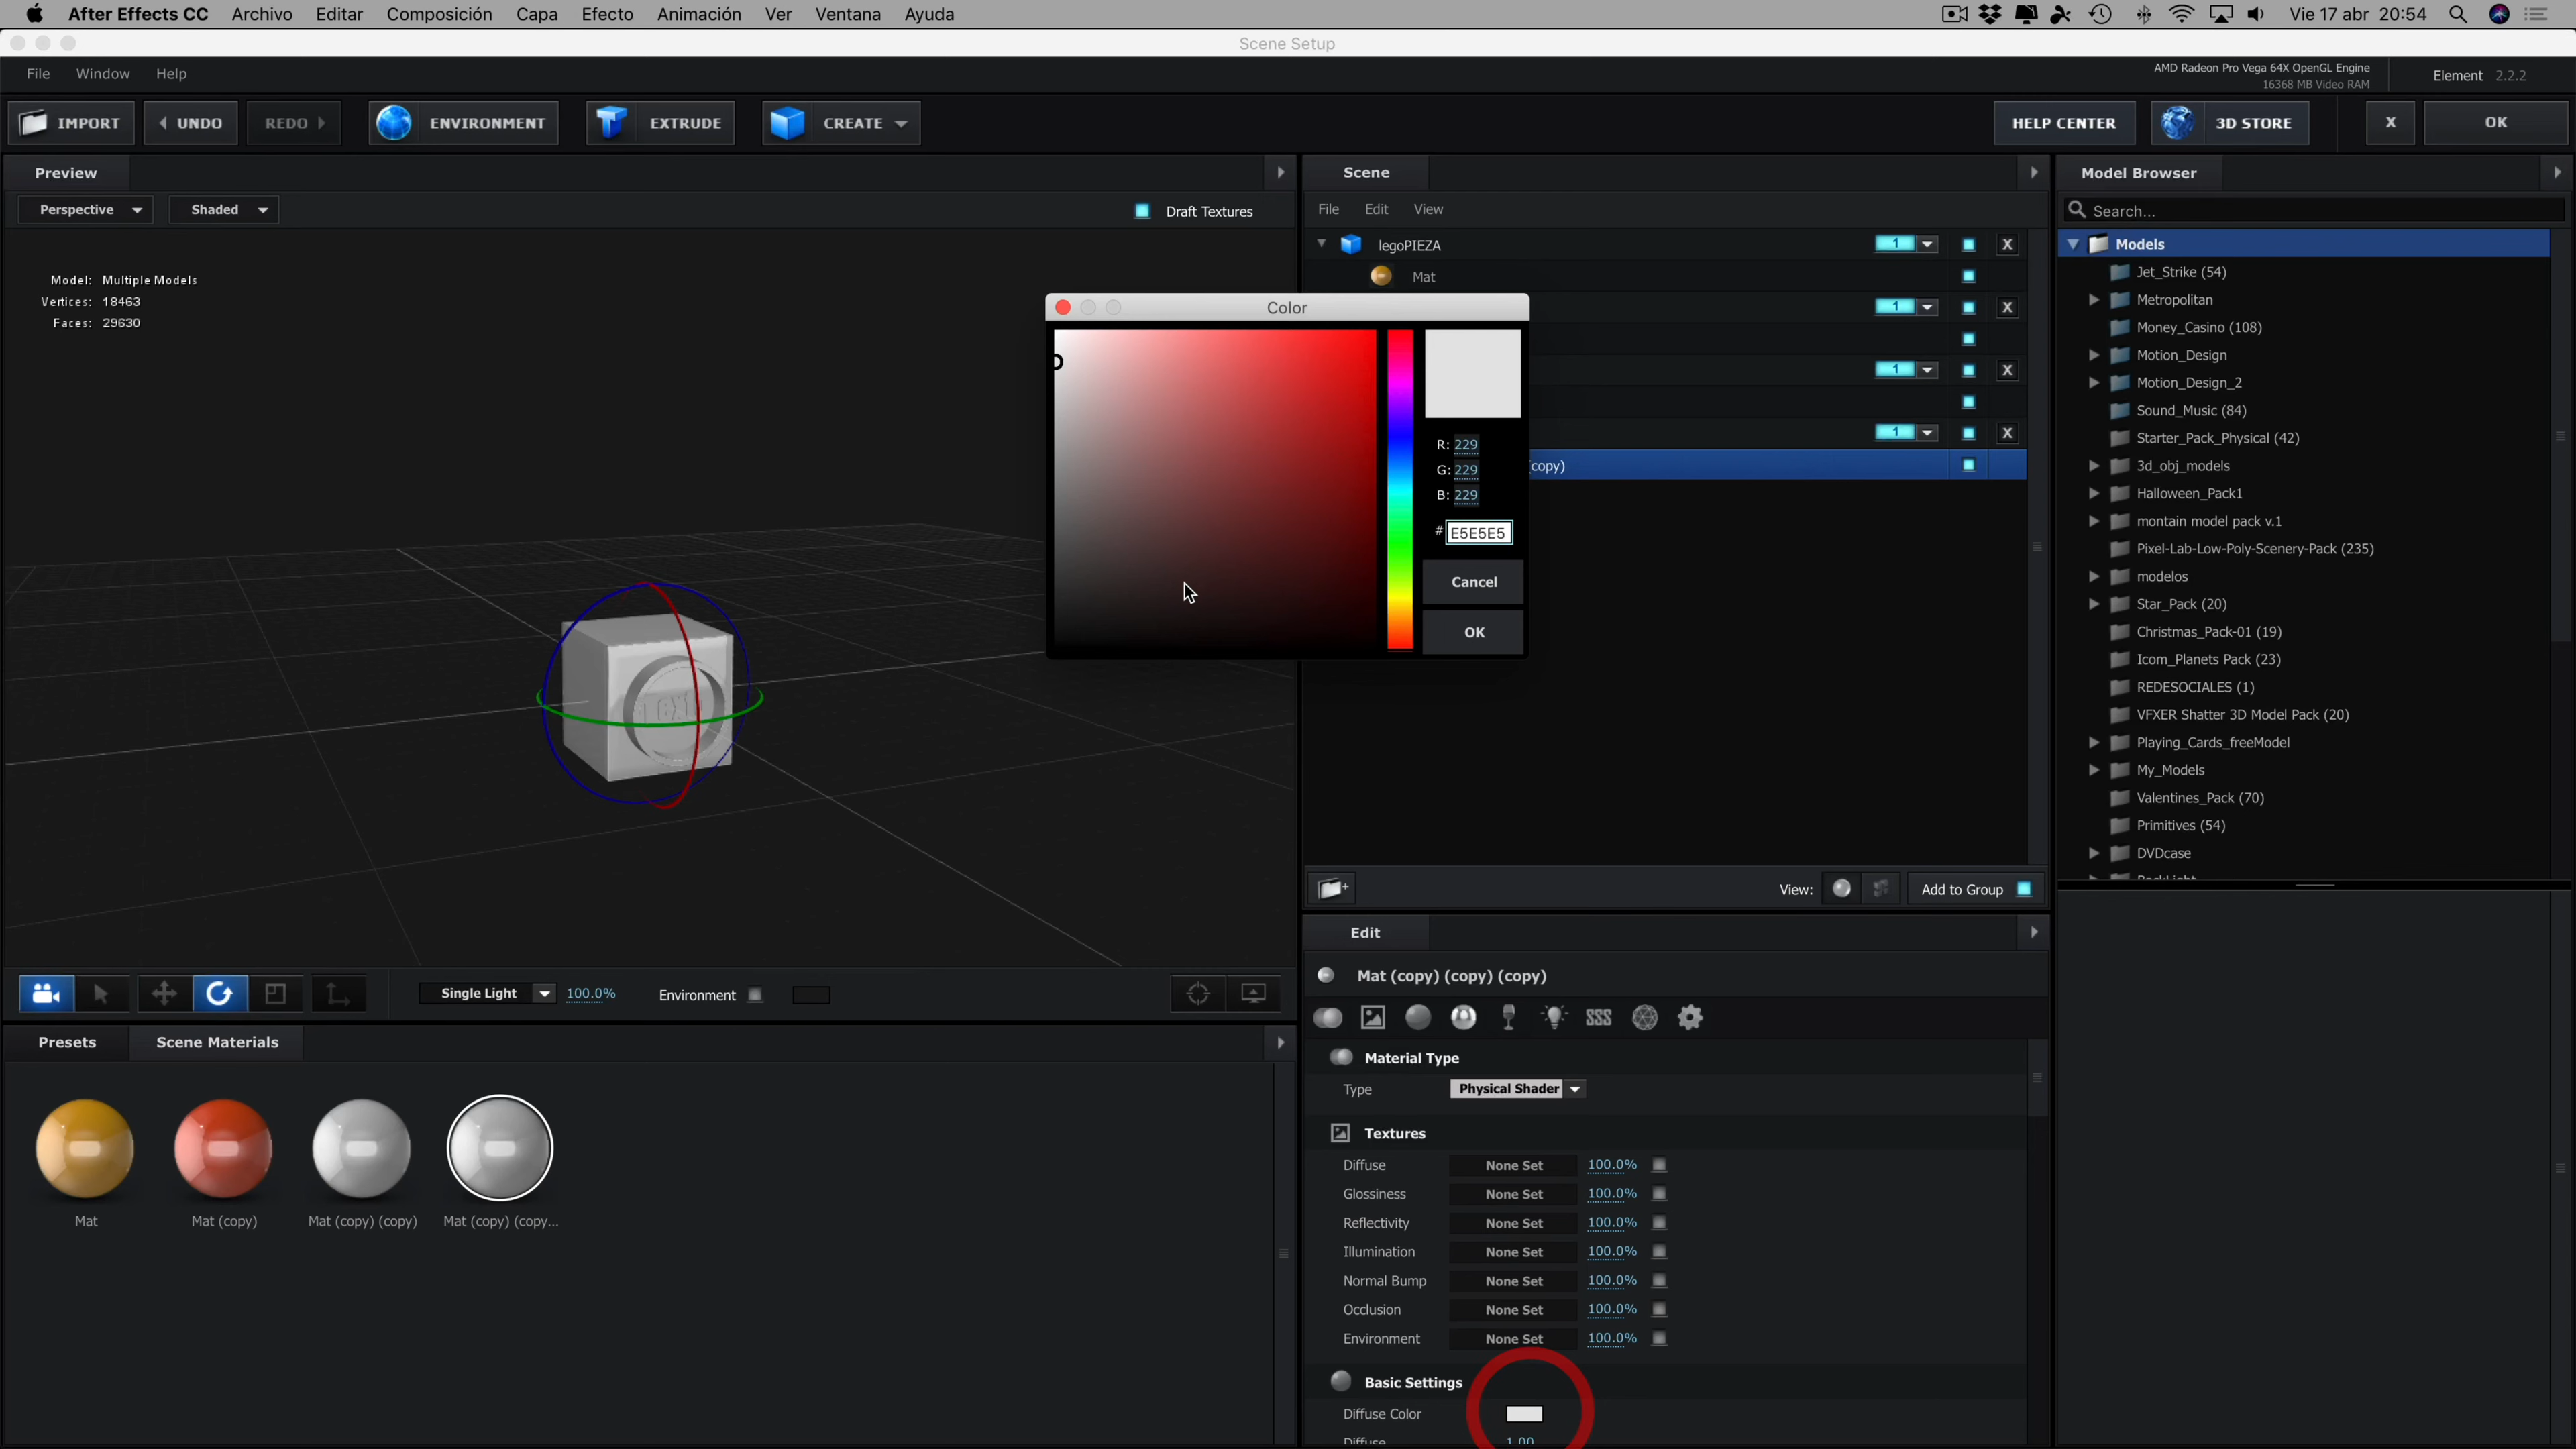 After Effects CC Archivo Editar Composición Capa Efecto Animación Ver Ventana Ayuda Vie 17 abr 20:54
Scene Setup
File Window Help
AMD Radeon Pro Vega 64X OpenGL Engine
16368 MB Video RAM
Element 2.2.2
IMPORT UNDO REDO ENVIRONMENT EXTRUDE CREATE HELP CENTER 3D STORE X OK
Preview
Perspective Shaded Draft Textures
Model: Multiple Models
Vertices: 18463
Faces: 29630
Scene
File Edit View
legoPIEZA 1 X
Mat
1 X
1 X
1 X
copy)
Color
R: 229
G: 229
B: 229
# E5E5E5
Cancel
OK
View: Add to Group
Model Browser
Search...
Models
Jet_Strike (54)
Metropolitan
Money_Casino (108)
Motion_Design
Motion_Design_2
Sound_Music (84)
Starter_Pack_Physical (42)
3d_obj_models
Halloween_Pack1
montain model pack v.1
Pixel-Lab-Low-Poly-Scenery-Pack (235)
modelos
Star_Pack (20)
Christmas_Pack-01 (19)
Icom_Planets Pack (23)
REDESOCIALES (1)
VFXER Shatter 3D Model Pack (20)
Playing_Cards_freeModel
My_Models
Valentines_Pack (70)
Primitives (54)
DVDcase
Single Light 100.0% Environment
Presets Scene Materials
Mat Mat (copy) Mat (copy) (copy) Mat (copy) (copy...
Edit
Mat (copy) (copy) (copy)
SSS
Material Type
Type Physical Shader
Textures
Diffuse None Set 100.0%
Glossiness None Set 100.0%
Reflectivity None Set 100.0%
Illumination None Set 100.0%
Normal Bump None Set 100.0%
Occlusion None Set 100.0%
Environment None Set 100.0%
Basic Settings
Diffuse Color
Diffuse 1.00